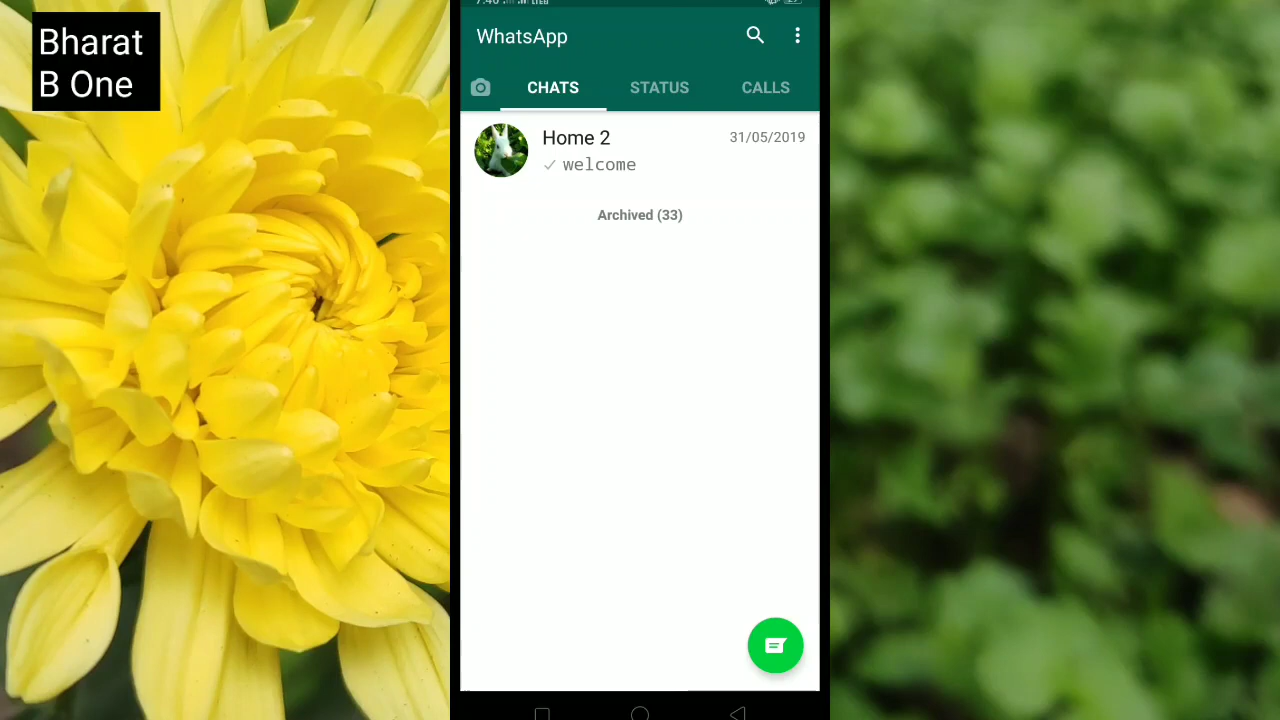 Bharat
B One
WhatsApp
CHATS STATUS CALLS
Home 2 31/05/2019
welcome
Archived (33)